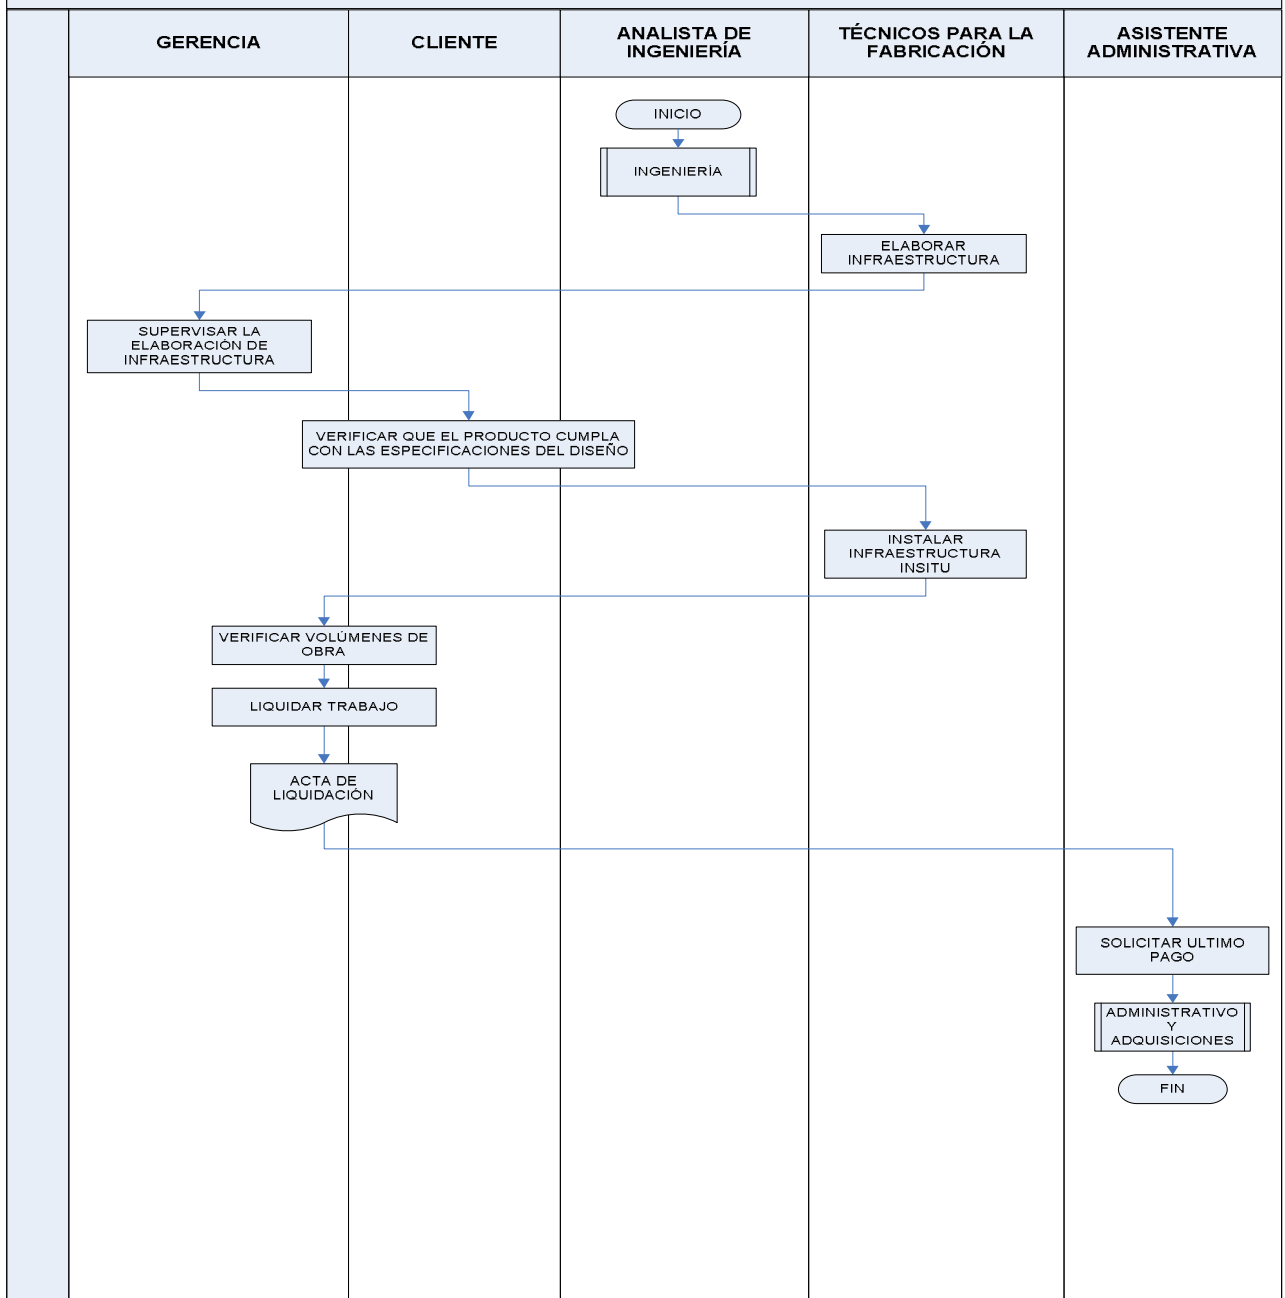 GERENCIA
CLIENTE
ANALISTA DE
INGENIERÍA
TÉCNICOS PARA LA
FABRICACIÓN
ASISTENTE
ADMINISTRATIVA
INICIO
INGENIERÍA
ELABORAR
INFRAESTRUCTURA
SUPERVISAR LA
ELABORACIÓN DE
INFRAESTRUCTURA
VERIFICAR QUE EL PRODUCTO CUMPLA
CON LAS ESPECIFICACIONES DEL DISEÑO
INSTALAR
INFRAESTRUCTURA
INSITU
VERIFICAR VOLÚMENES DE
OBRA
LIQUIDAR TRABAJO
ACTA DE
LIQUIDACIÓN
SOLICITAR ULTIMO
PAGO
ADMINISTRATIVO
Y
ADQUISICIONES
FIN